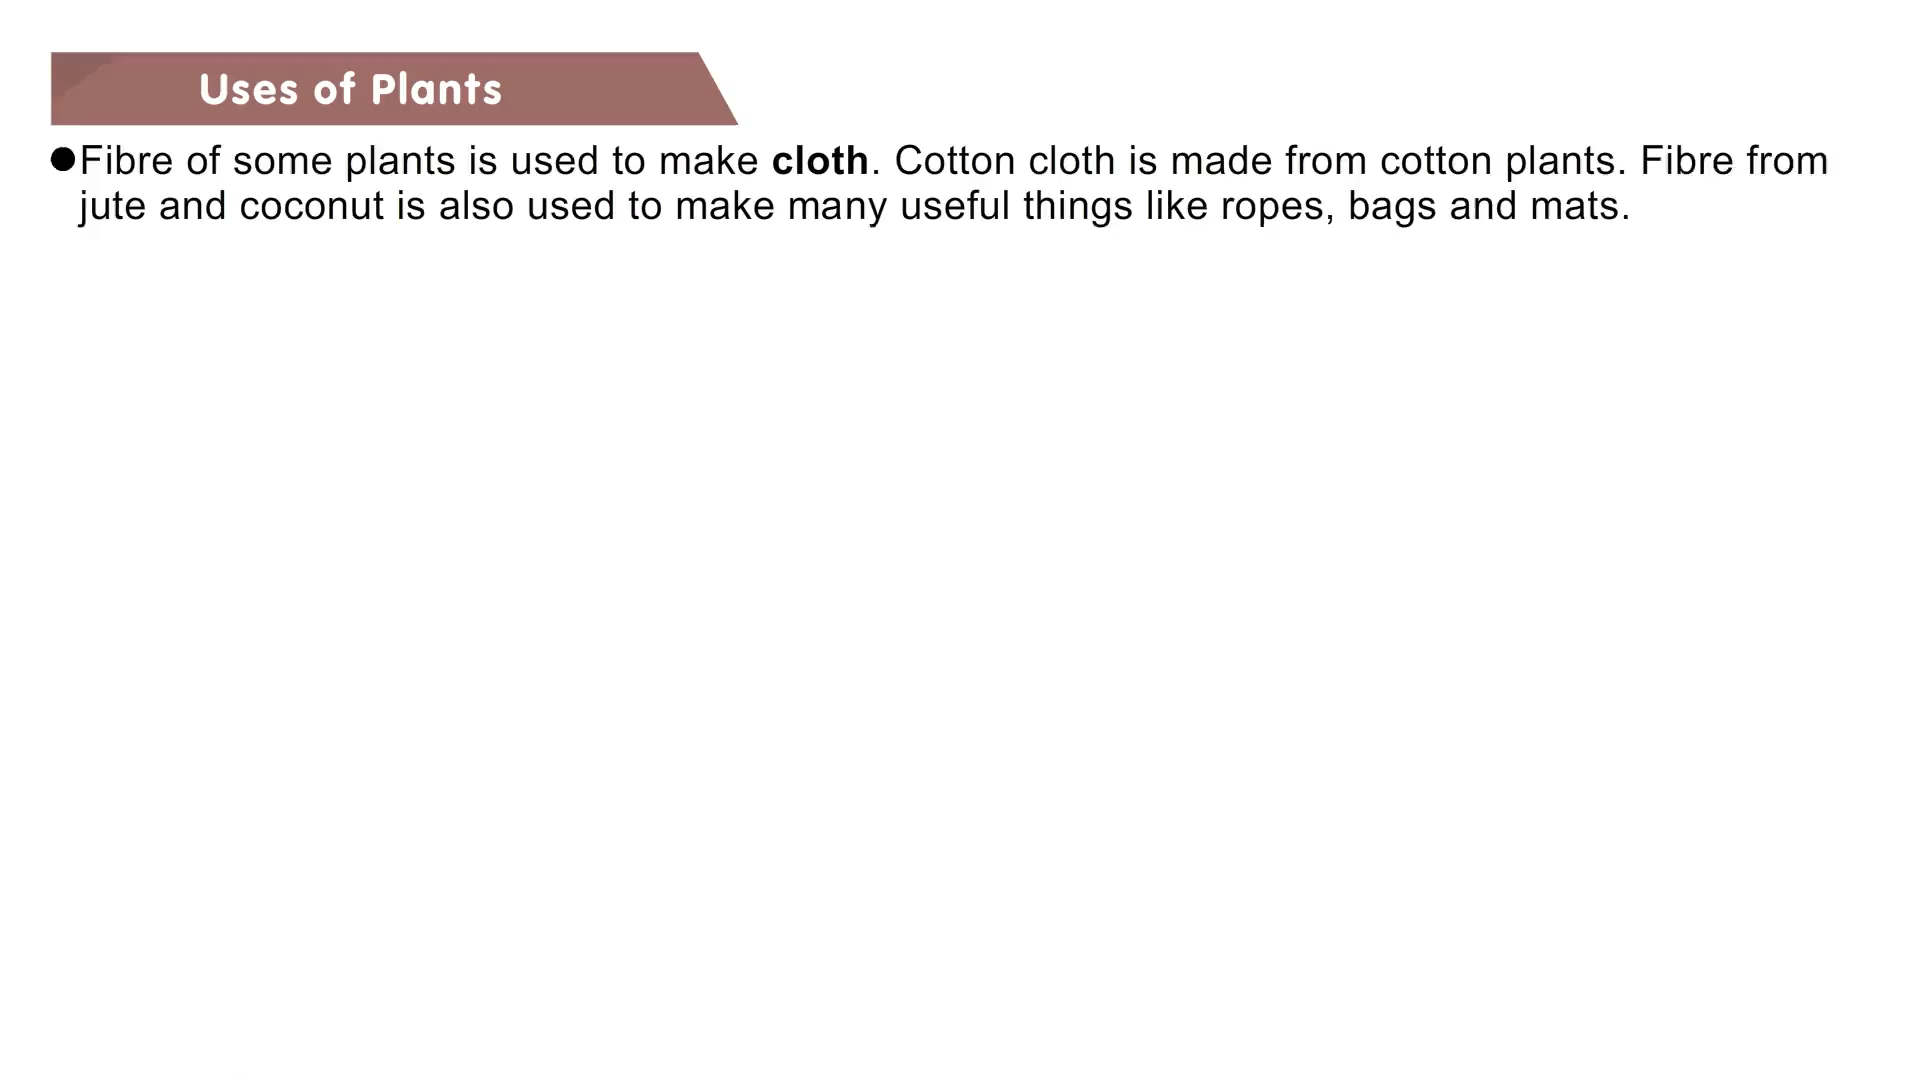 Uses of Plants
●Fibre of some plants is used to make cloth. Cotton cloth is made from cotton plants. Fibre from
jute and coconut is also used to make many useful things like ropes, bags and mats.